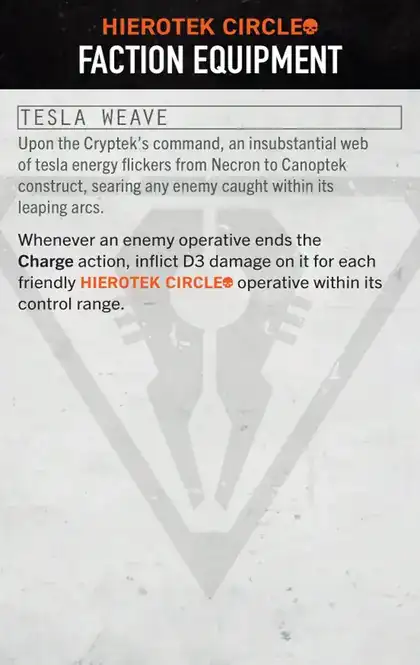 HIEROTEK CIRCLE
FACTION EQUIPMENT
TESLA WEAVE
Upon the Cryptek's command, an insubstantial web
of tesla energy flickers from Necron to Canoptek
construct, searing any enemy caught within its
leaping arcs.
Whenever an enemy operative ends the
Charge action, inflict D3 damage on it for each
friendly HIEROTEK CIRCLE operative within its
control range.